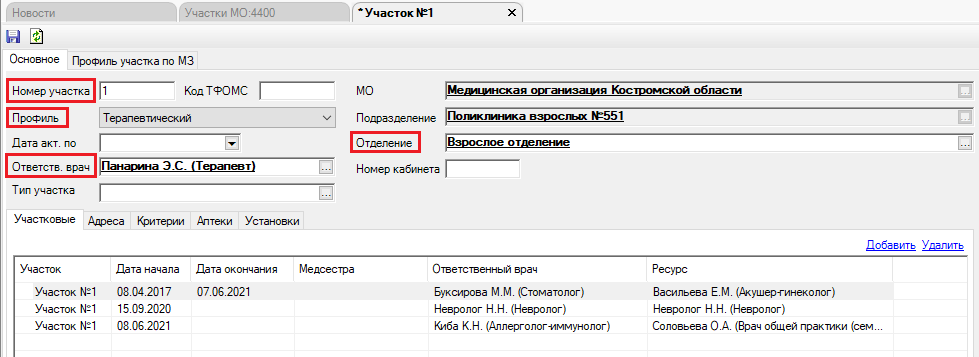 Новости Участки МО:4400 * Участок №1
Основное Профиль участка по МЗ
Номер участка 1 Код ТФОМС МО Медицинская организация Костромской области
Профиль Терапевтический Подразделение Поликлиника взрослых №551
Дата акт. по Отделение Взрослое отделение
Ответств. врач Панарина Э.С. (Терапевт) ... Номер кабинета
Тип участка ...
Участковые Адреса Критерии Аптеки Установки
Добавить Удалить
Участок Дата начала Дата окончания Медсестра Ответственный врач Ресурс
Участок №1 08.04.2017 07.06.2021 Буксирова М.М. (Стоматолог) Васильева Е.М. (Акушер-гинеколог)
Участок №1 15.09.2020 Невролог Н.Н. (Невролог) Невролог Н.Н. (Невролог)
Участок №1 08.06.2021 Киба К.Н. (Аллерголог-иммунолог) Соловьева О.А. (Врач общей практики (сем...